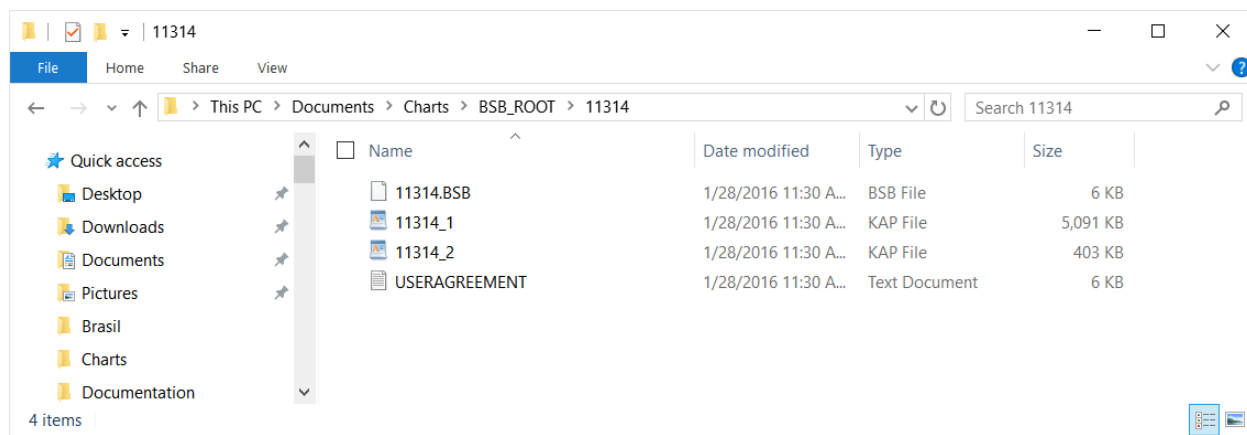 11314
File Home Share View
This PC > Documents > Charts > BSB_ROOT > 11314 Search 11314
Name Date modified Type Size
Quick access
Desktop
Downloads
Documents
Pictures
Brasil
Charts
Documentation
11314.BSB 1/28/2016 11:30 A... BSB File 6 KB
11314_1 1/28/2016 11:30 A... KAP File 5,091 KB
11314_2 1/28/2016 11:30 A... KAP File 403 KB
USERAGREEMENT 1/28/2016 11:30 A... Text Document 6 KB
4 items